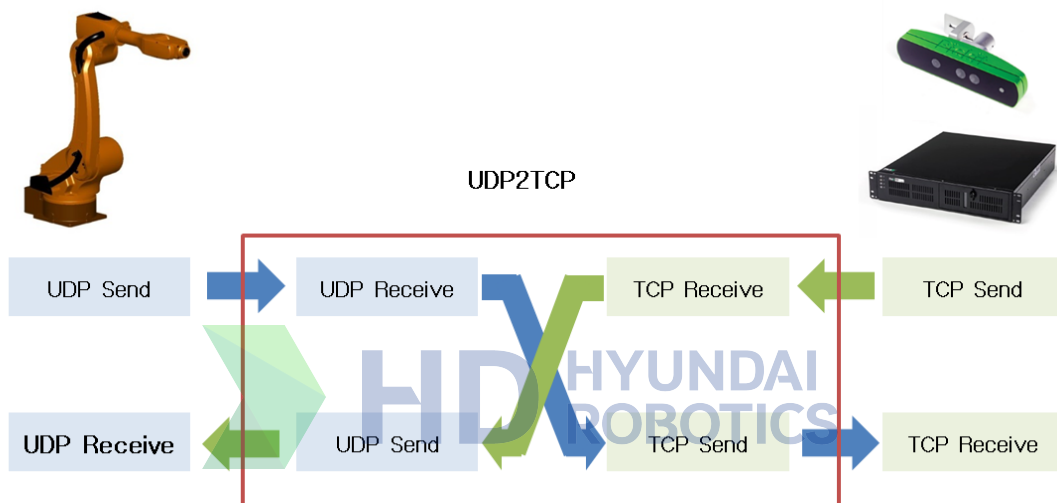 UDP2TCP
UDP Send
UDP Receive
TCP Receive
TCP Send
HD HYUNDAI
ROBOTICS
UDP Receive
UDP Send
TCP Send
TCP Receive